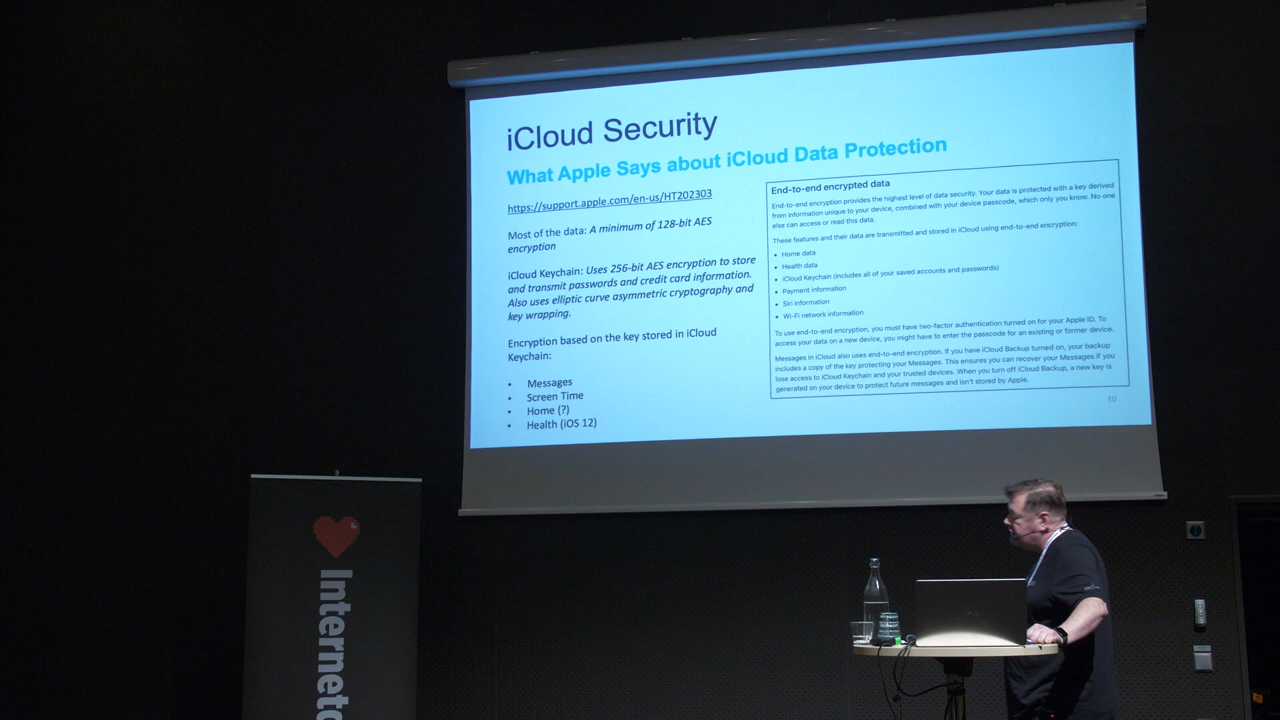 iCloud Security
What Apple Says about iCloud Data Protection
https://support.apple.com/en-us/HT202303
Most of the data: A minimum of 128-bit AES
encryption
iCloud Keychain: Uses 256-bit AES encryption to store
and transmit passwords and credit card information.
Also uses elliptic curve asymmetric cryptography and
key wrapping.
Encryption based on the key stored in iCloud
Keychain:
• Messages
• Screen Time
• Home (?)
• Health (iOS 12)
End-to-end encrypted data
End-to-end encryption provides the highest level of data security. Your data is protected with a key derived
from information unique to your device, combined with your device passcode, which only you know. No one
else can access or read this data.
These features and their data are transmitted and stored in iCloud using end-to-end encryption:
• Home data
• Health data
• iCloud Keychain (includes all of your saved accounts and passwords)
• Payment information
• Siri information
• Wi-Fi network information
To use end-to-end encryption, you must have two-factor authentication turned on for your Apple ID. To
access your data on a new device, you might have to enter the passcode for an existing or former device.
Messages in iCloud also uses end-to-end encryption. If you have iCloud Backup turned on, your backup
includes a copy of the key protecting your Messages. This ensures you can recover your Messages if you
lose access to iCloud Keychain and your trusted devices. When you turn off iCloud Backup, a new key is
generated on your device to protect future messages and isn't stored by Apple.
10
Internetd